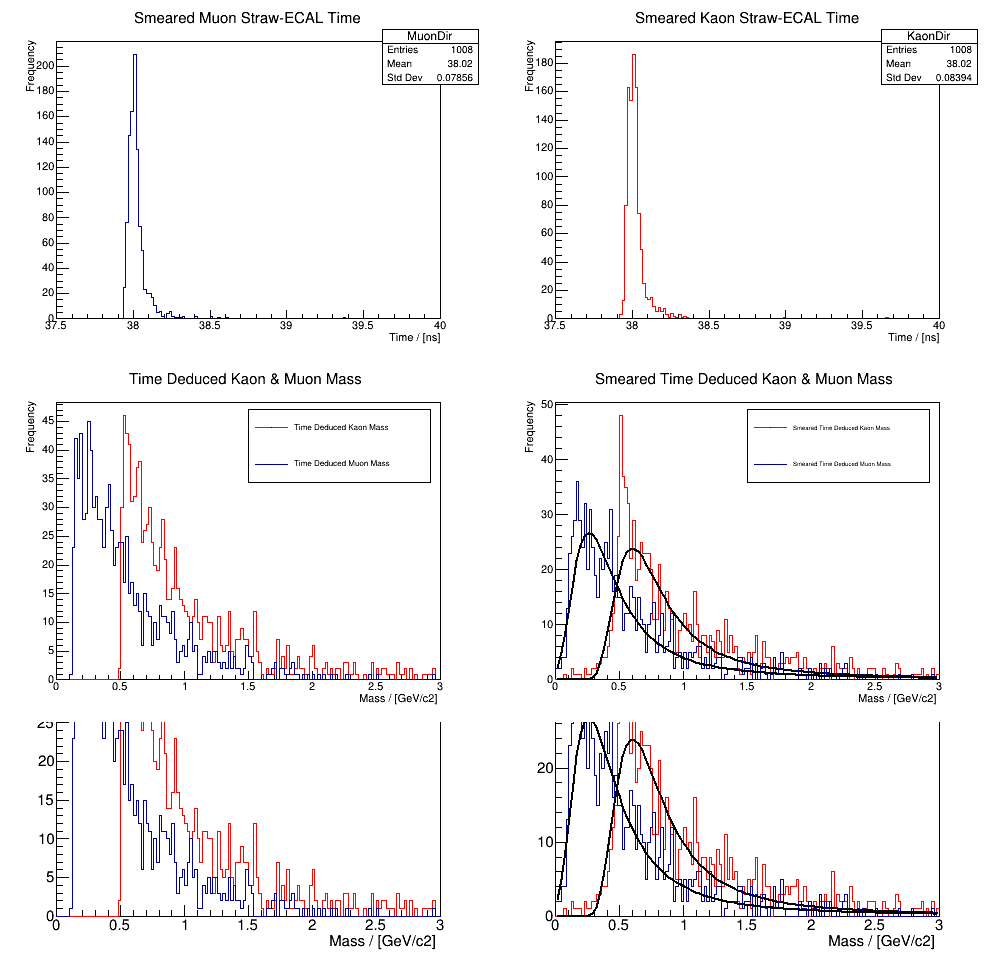 Smeared Muon Straw-ECAL Time
Frequency
MuonDir
Entries 1008
Mean 38.02
Std Dev 0.07856
200
180
160
140
120
100
80
60
40
20
0
37.5 38 38.5 39 39.5 40
Time / [ns]
Smeared Kaon Straw-ECAL Time
Frequency
KaonDir
Entries 1008
Mean 38.02
Std Dev 0.08394
180
160
140
120
100
80
60
40
20
0
37.5 38 38.5 39 39.5 40
Time / [ns]
Time Deduced Kaon & Muon Mass
Frequency
Time Deduced Kaon Mass
Time Deduced Muon Mass
45
40
35
30
25
20
15
10
5
0
0 0.5 1 1.5 2 2.5 3
Mass / [GeV/c2]
Smeared Time Deduced Kaon & Muon Mass
Frequency
Smeared Time Deduced Kaon Mass
Smeared Time Deduced Muon Mass
50
40
30
20
10
0
0 0.5 1 1.5 2 2.5 3
Mass / [GeV/c2]
25
20
15
10
5
0
0 0.5 1 1.5 2 2.5 3
Mass / [GeV/c2]
20
10
0
0 0.5 1 1.5 2 2.5 3
Mass / [GeV/c2]